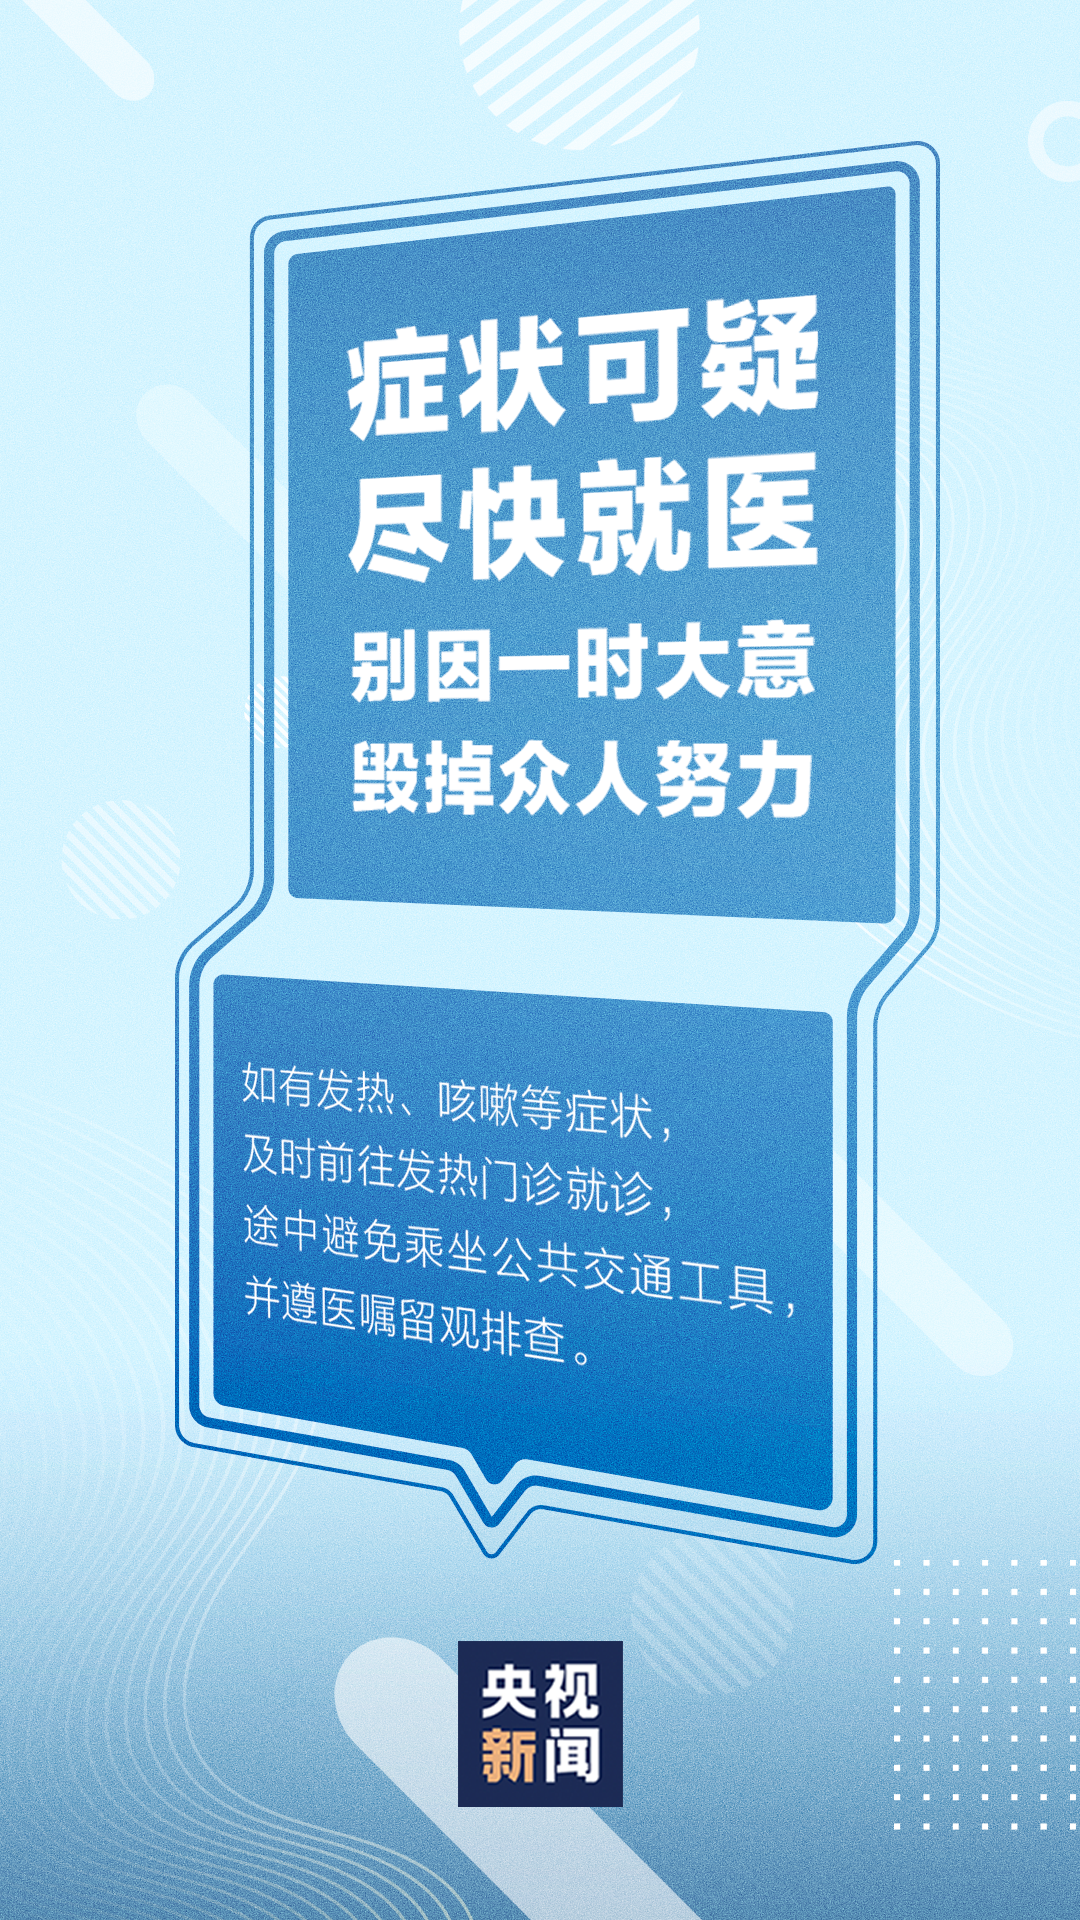 症状可疑
尽快就医
别因一时大意
毁掉众人努力
如有发热、咳嗽等症状，
及时前往发热门诊就诊，
途中避免乘坐公共交通工具，
并遵医嘱留观排查。
央视
新闻